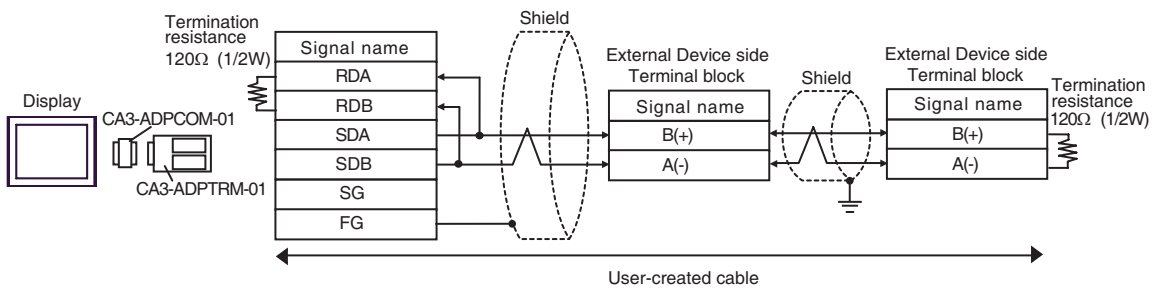 Display
CA3-ADPCOM-01
CA3-ADPTRM-01
Termination
resistance
120Ω (1/2W)
Signal name
RDA
RDB
SDA
SDB
SG
FG
Shield
External Device side
Terminal block
Signal name
B(+)
A(-)
Shield
External Device side
Terminal block
Signal name
B(+)
A(-)
Termination
resistance
120Ω (1/2W)
User-created cable